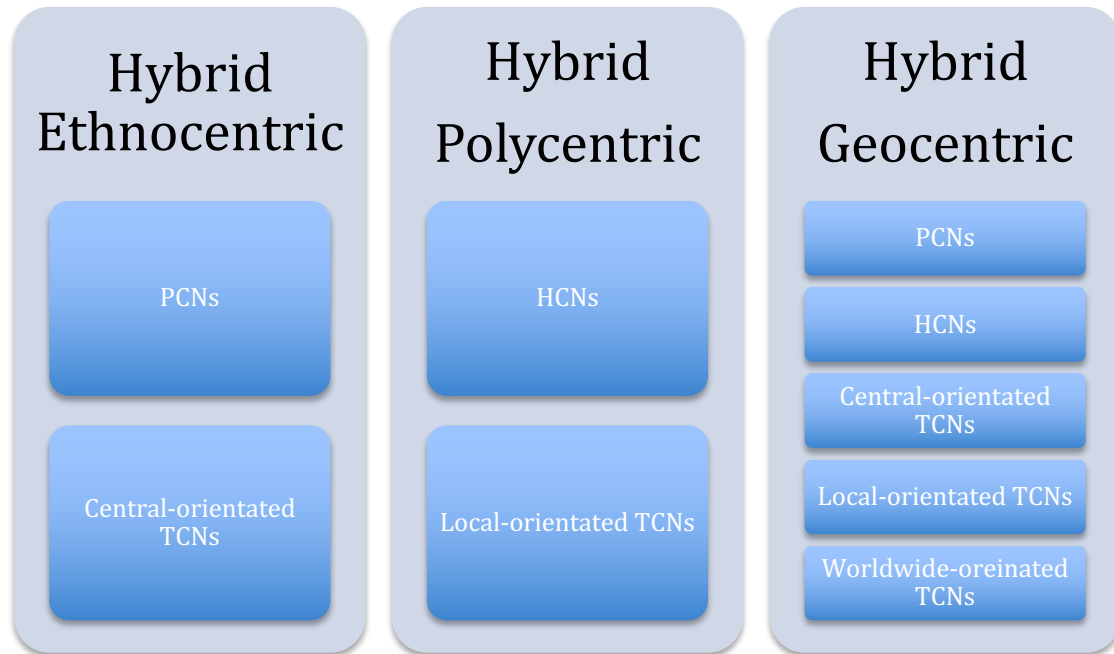 Hybrid
Ethnocentric
PCNs
Central-orientated
TCNs
Hybrid
Polycentric
HCNs
Local-orientated TCNs
Hybrid
Geocentric
PCNs
HCNs
Central-orientated
TCNs
Local-orientated TCNs
Worldwide-oreinated
TCNs